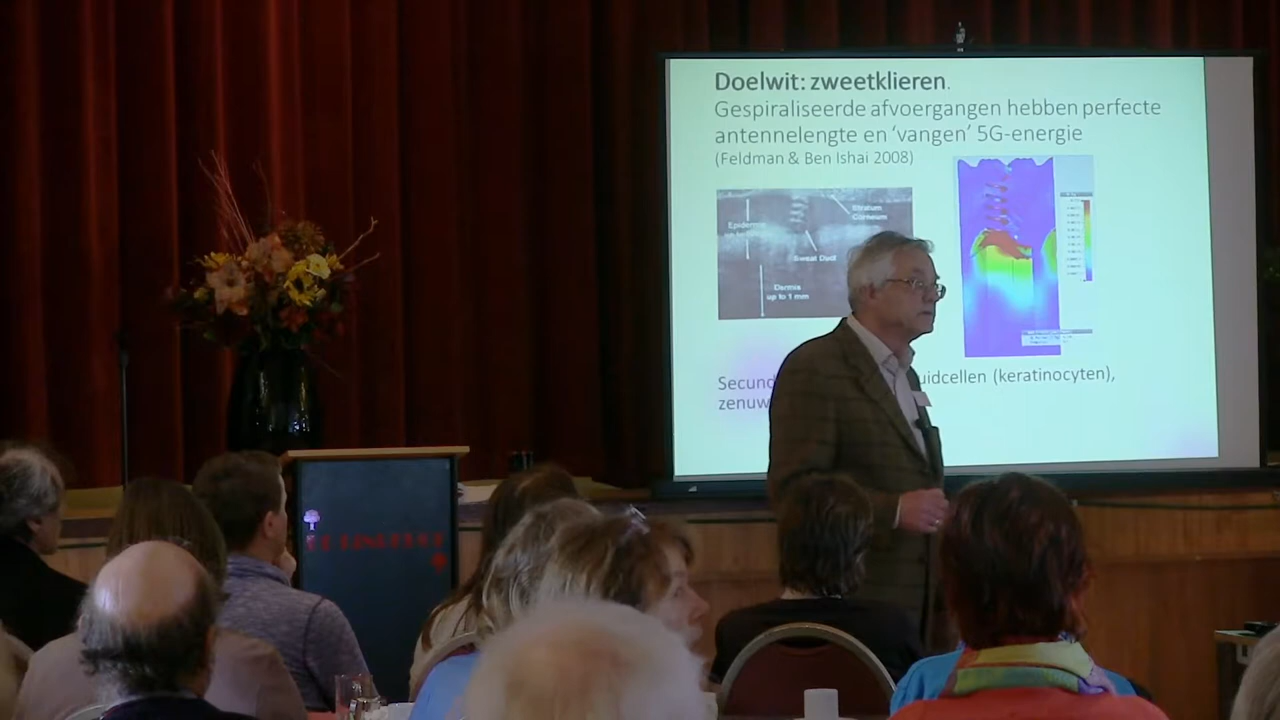 Doelwit: zweetklieren.
Gespiraliseerde afvoergangen hebben perfecte
antennelengte en 'vangen' 5G-energie
(Feldman & Ben Ishai 2008)
Stratum
Corneum
Epidermis
Sweat Duct
Dermis
up to 1 mm
Secund uidcellen (keratinocyten),
zenuw